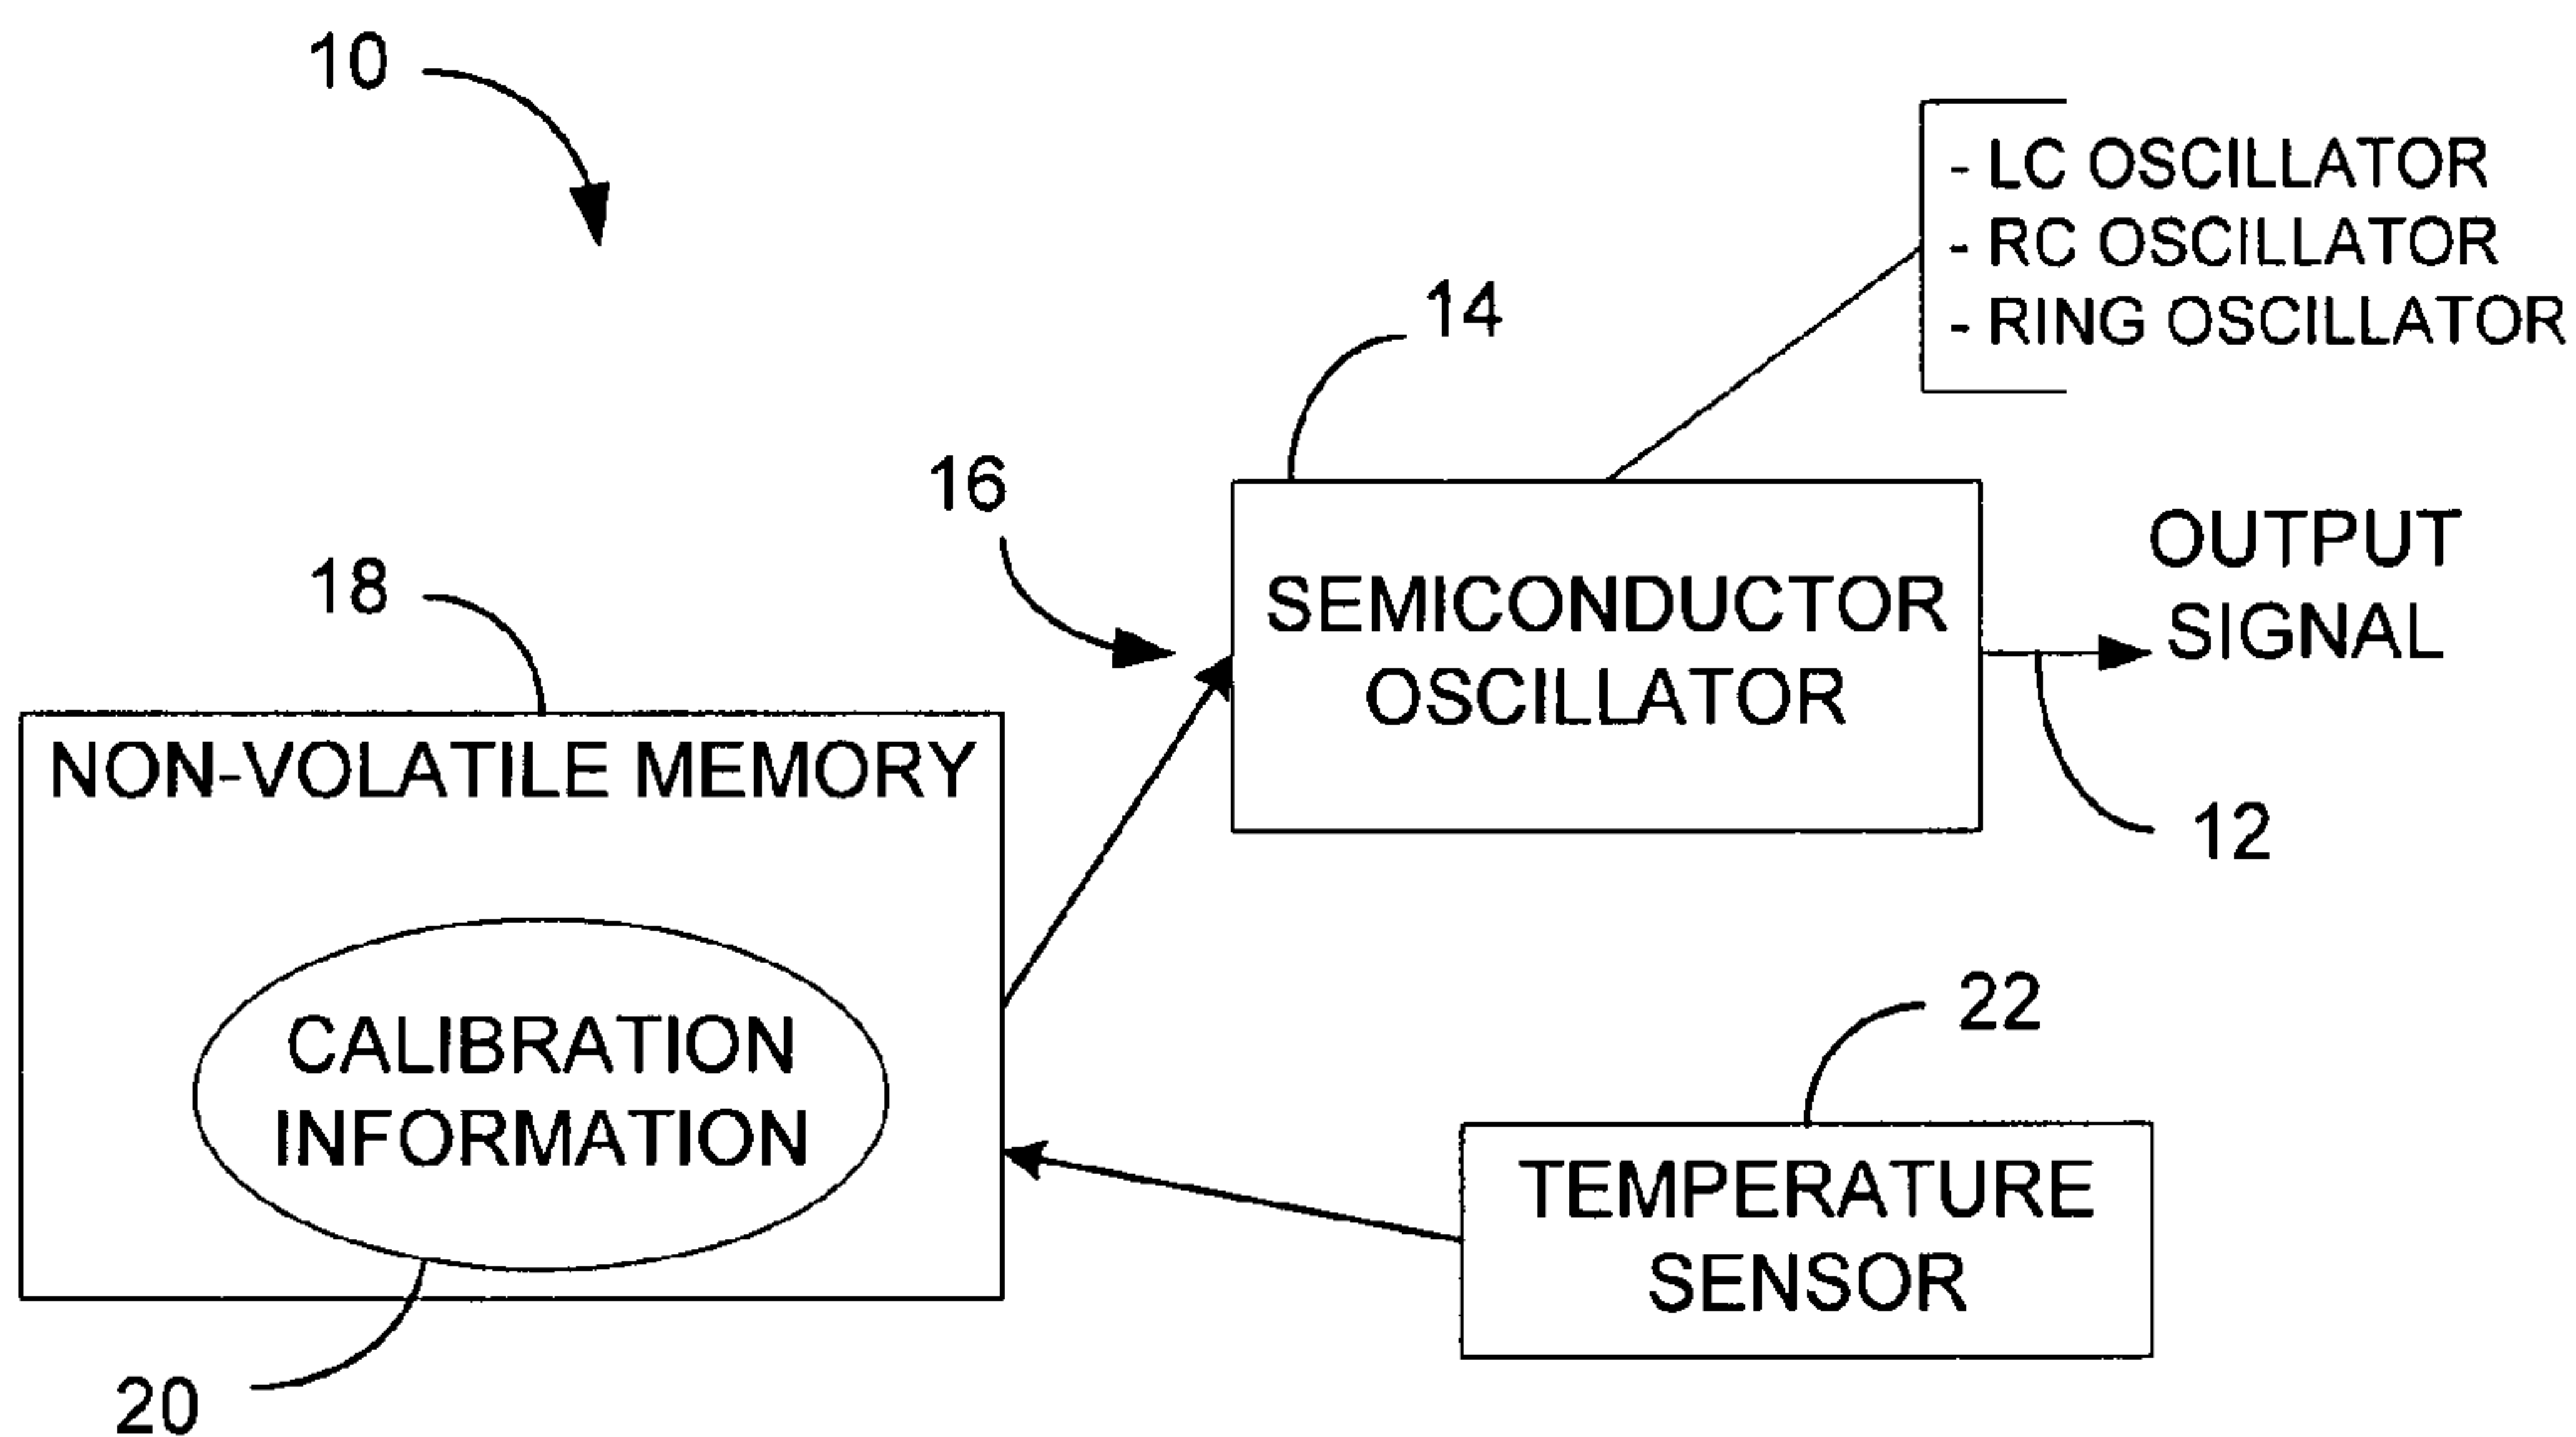 10
- LC OSCILLATOR
- RC OSCILLATOR
- RING OSCILLATOR
14
16
OUTPUT
SIGNAL
SEMICONDUCTOR
OSCILLATOR
18
12
NON-VOLATILE MEMORY
CALIBRATION
INFORMATION
22
TEMPERATURE
SENSOR
20